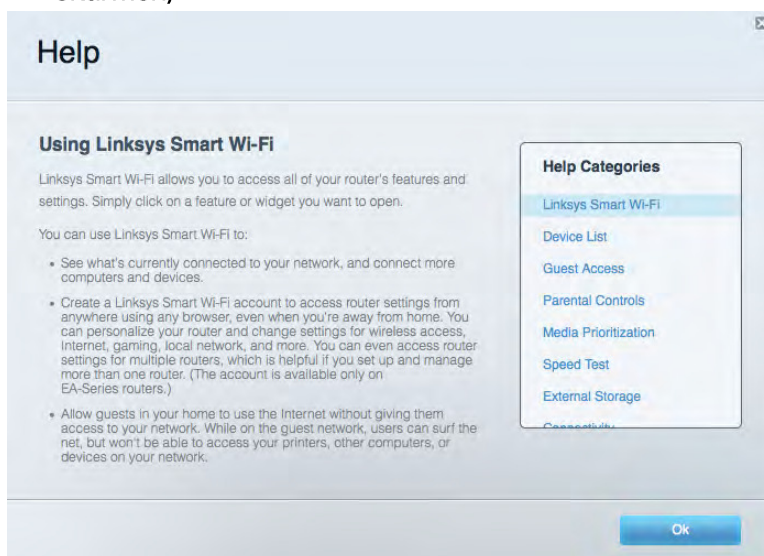 Help
Using Linksys Smart Wi-Fi
Linksys Smart Wi-Fi allows you to access all of your router's features and
settings. Simply click on a feature or widget you want to open.
You can use Linksys Smart Wi-Fi to:
• See what's currently connected to your network, and connect more
computers and devices.
• Create a Linksys Smart Wi-Fi account to access router settings from
anywhere using any browser, even when you're away from home. You
can personalize your router and change settings for wireless access,
Internet, gaming, local network, and more. You can even access router
settings for multiple routers, which is helpful if you set up and manage
more than one router. (The account is available only on
EA-Series routers.)
• Allow guests in your home to use the Internet without giving them
access to your network. While on the guest network, users can surf the
net, but won't be able to access your printers, other computers, or
devices on your network.
Help Categories
Linksys Smart Wi-Fi
Device List
Guest Access
Parental Controls
Media Prioritization
Speed Test
External Storage
Connectivity
Ok